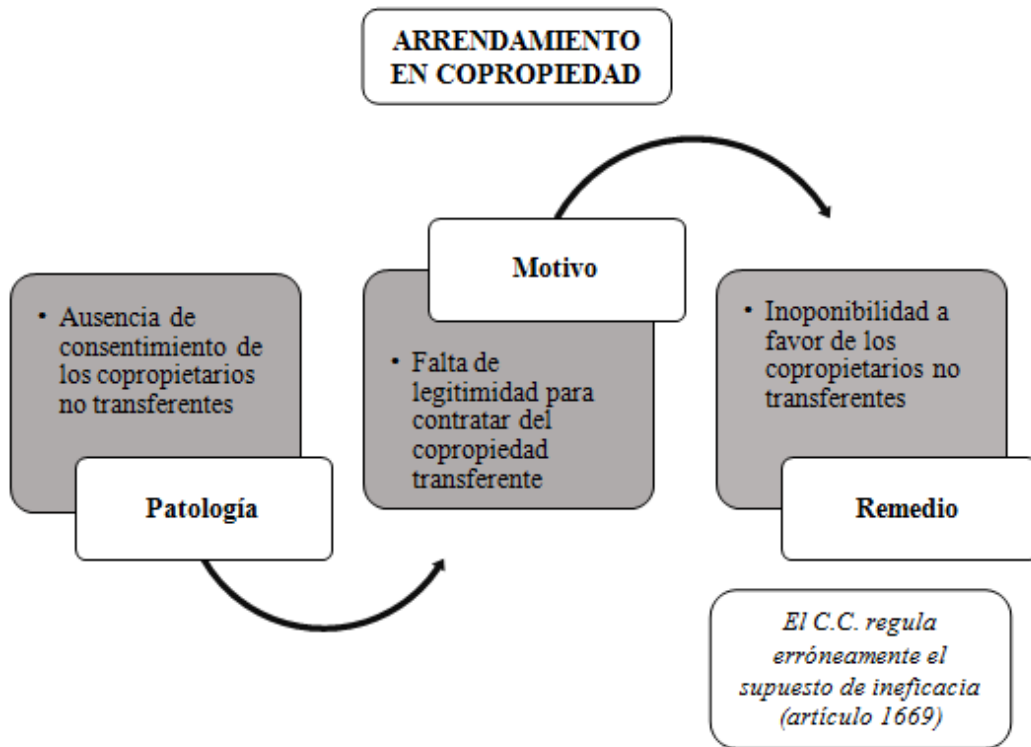 ARRENDAMIENTO
EN COPROPIEDAD
• Ausencia de
consentimiento de
los copropietarios
no transferentes
Patología
Motivo
• Falta de
legitimidad para
contratar del
copropiedad
transferente
• Inoponibilidad a
favor de los
copropietarios no
transferentes
Remedio
El C.C. regula
erróneamente el
supuesto de ineficacia
(artículo 1669)